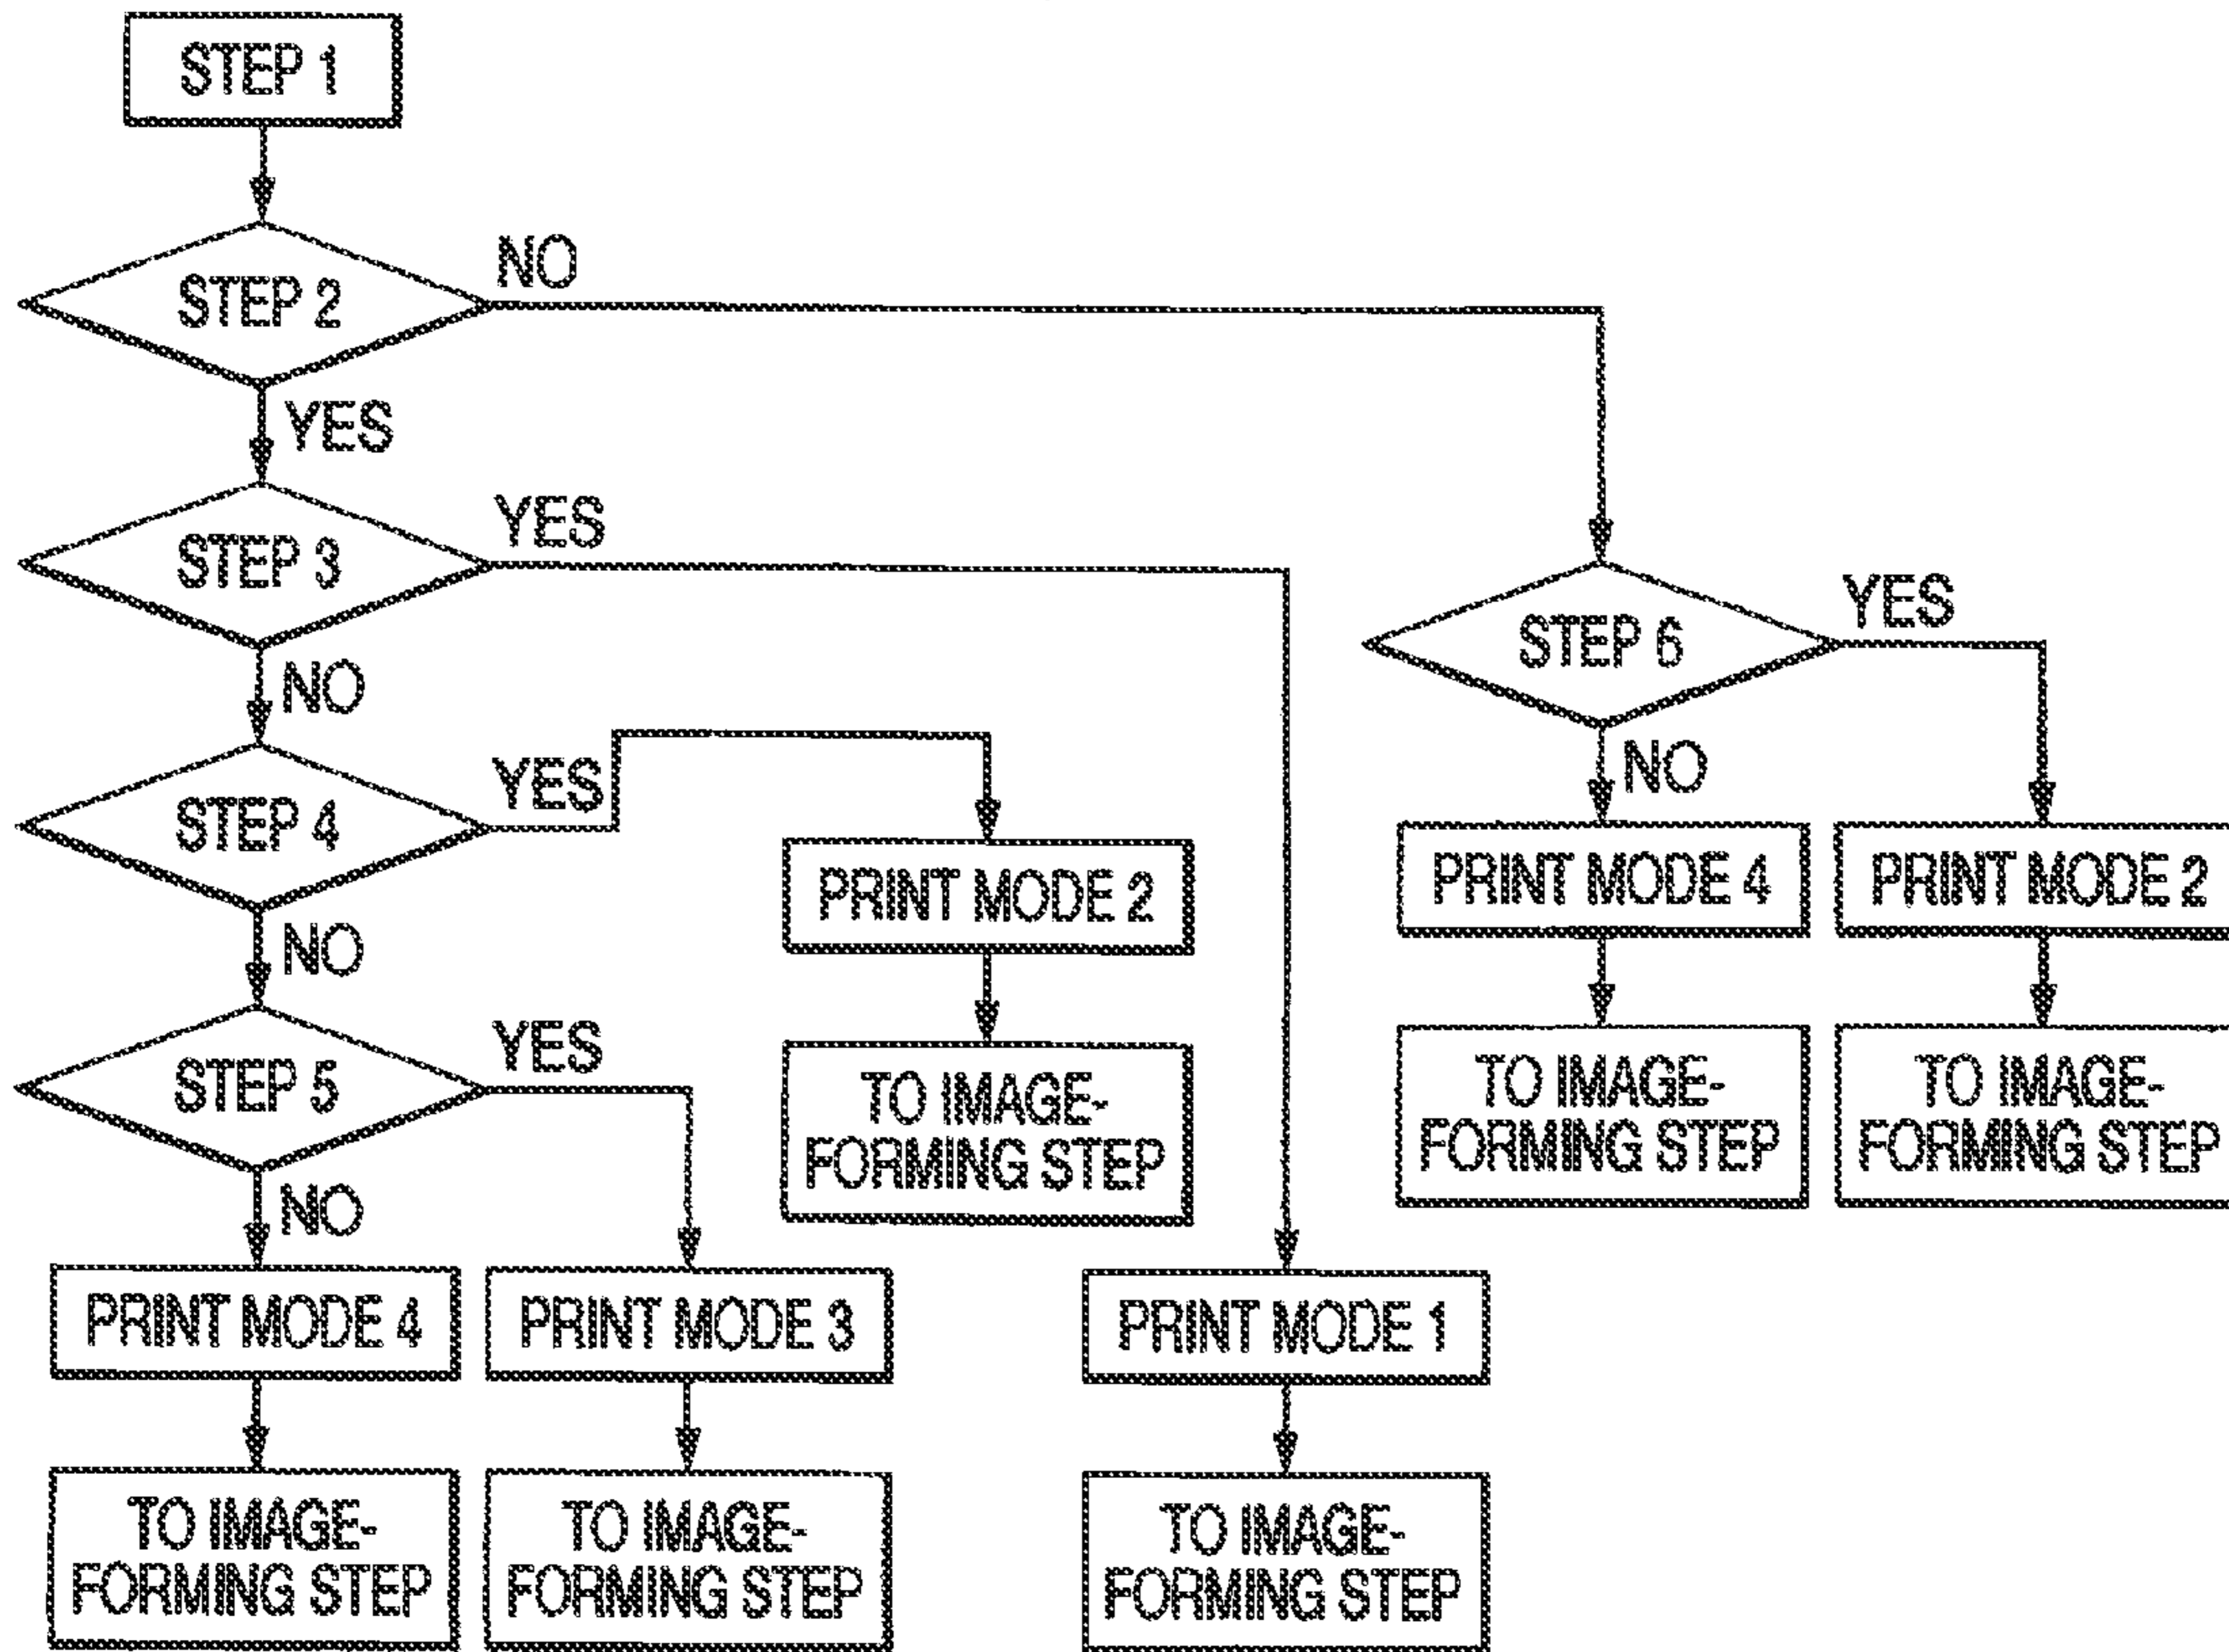 STEP 1
STEP 2
NO
YES
STEP 3
YES
NO
STEP 6
YES
NO
STEP 4
YES
NO
PRINT MODE 2
PRINT MODE 4
PRINT MODE 2
STEP 5
YES
NO
TO IMAGE-
FORMING STEP
TO IMAGE-
FORMING STEP
TO IMAGE-
FORMING STEP
PRINT MODE 4
PRINT MODE 3
PRINT MODE 1
TO IMAGE-
FORMING STEP
TO IMAGE-
FORMING STEP
TO IMAGE-
FORMING STEP